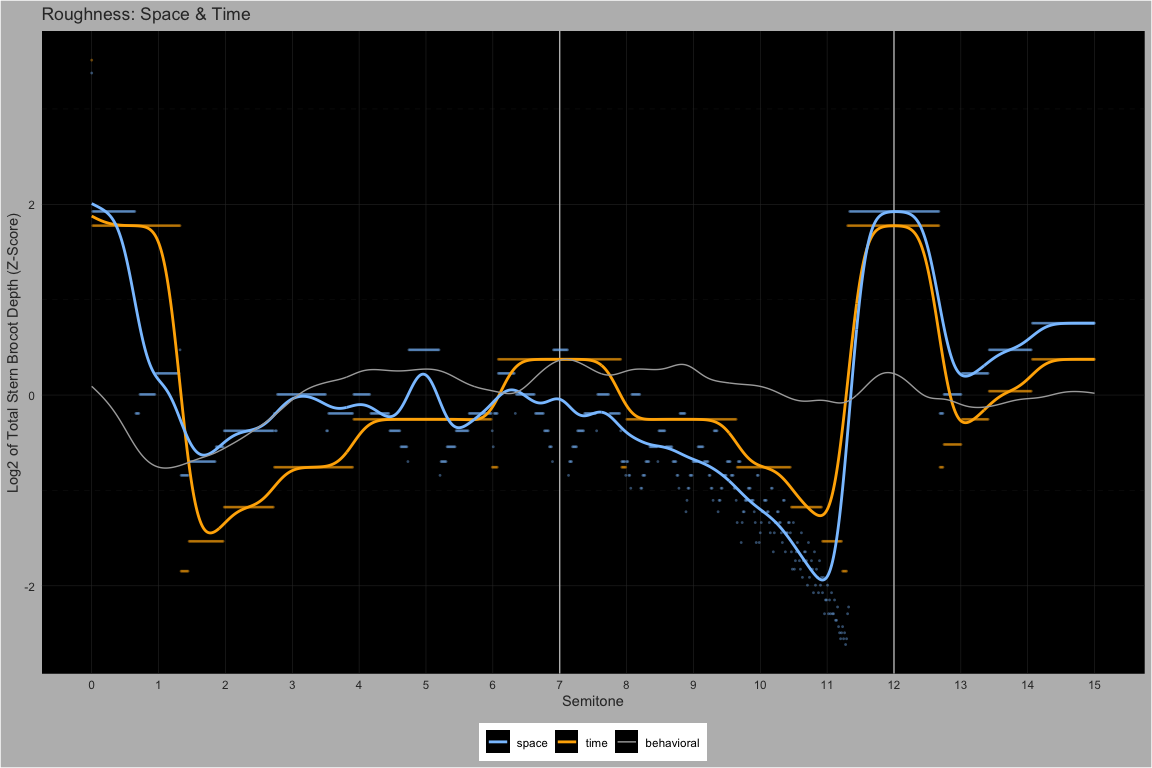 Roughness: Space & Time
Log2 of Total Stern Brocot Depth (Z-Score)
2
0
-2
0 1 2 3 4 5 6 7 8 9 10 11 12 13 14 15
Semitone
space time behavioral